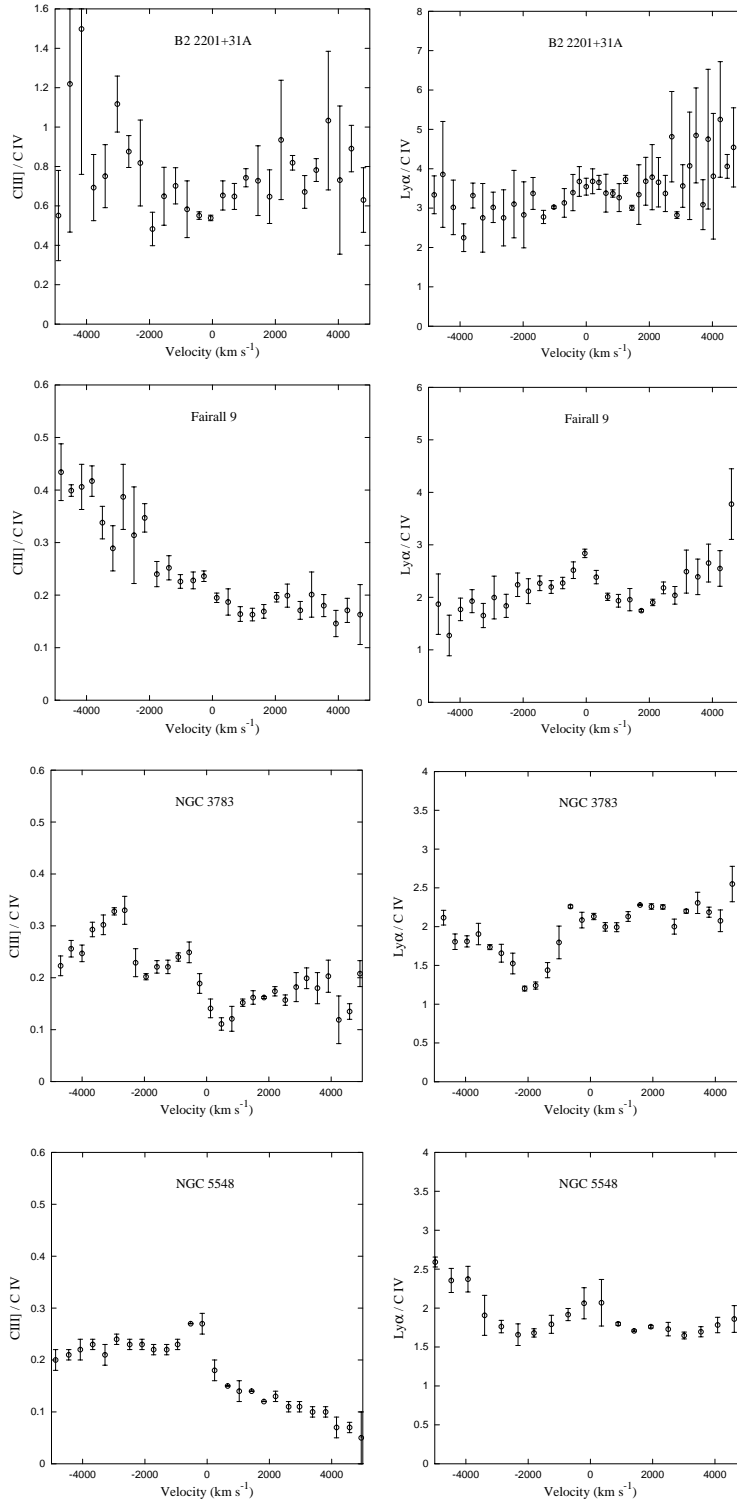 B2 2201+31A
CIII] / C IV
1.6
1.4
1.2
1
0.8
0.6
0.4
0.2
0
-4000 -2000 0 2000 4000
Velocity (km s-1)
B2 2201+31A
Lyα / C IV
8
7
6
5
4
3
2
1
0
-4000 -2000 0 2000 4000
Velocity (km s-1)
Fairall 9
CIII] / C IV
0.6
0.5
0.4
0.3
0.2
0.1
0
-4000 -2000 0 2000 4000
Velocity (km s-1)
Fairall 9
Lyα / C IV
6
5
4
3
2
1
0
-4000 -2000 0 2000 4000
Velocity (km s-1)
NGC 3783
CIII] / C IV
0.6
0.5
0.4
0.3
0.2
0.1
0
-4000 -2000 0 2000 4000
Velocity (km s-1)
NGC 3783
Lyα / C IV
4
3.5
3
2.5
2
1.5
1
0.5
0
-4000 -2000 0 2000 4000
Velocity (km s-1)
NGC 5548
CIII] / C IV
0.6
0.5
0.4
0.3
0.2
0.1
0
-4000 -2000 0 2000 4000
Velocity (km s-1)
NGC 5548
Lyα / C IV
4
3.5
3
2.5
2
1.5
1
0.5
0
-4000 -2000 0 2000 4000
Velocity (km s-1)